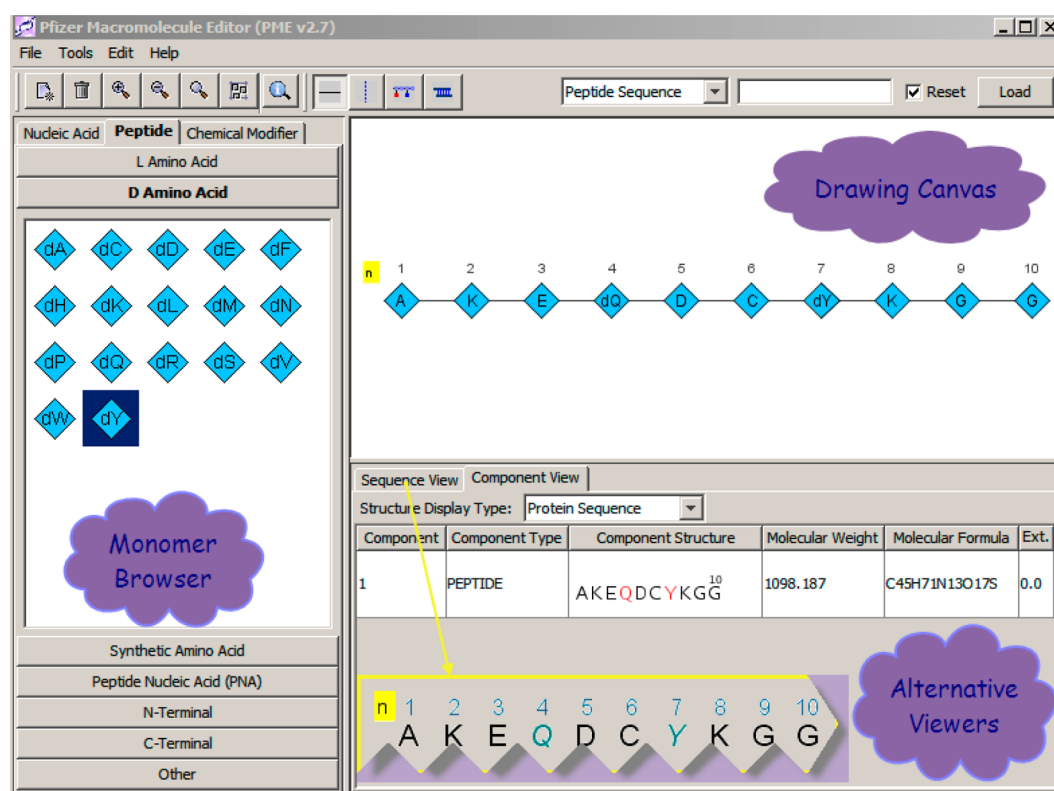 Pfizer Macromolecule Editor (PME v2.7)
File Tools Edit Help
Peptide Sequence
Reset
Load
Nucleic Acid Peptide Chemical Modifier
L Amino Acid
D Amino Acid
dA dC dD dE dF
dH dK dL dM dN
dP dQ dR dS dV
dW dY
Monomer
Browser
Synthetic Amino Acid
Peptide Nucleic Acid (PNA)
N-Terminal
C-Terminal
Other
Drawing Canvas
n 1 2 3 4 5 6 7 8 9 10
A K E dQ D C dY K G G
Sequence View Component View
Structure Display Type: Protein Sequence
Component Component Type Component Structure Molecular Weight Molecular Formula Ext.
10
1 PEPTIDE AKEQDCYKGG 1098.187 C45H71N13O17S 0.0
n 1 2 3 4 5 6 7 8 9 10
A K E Q D C Y K G G
Alternative
Viewers